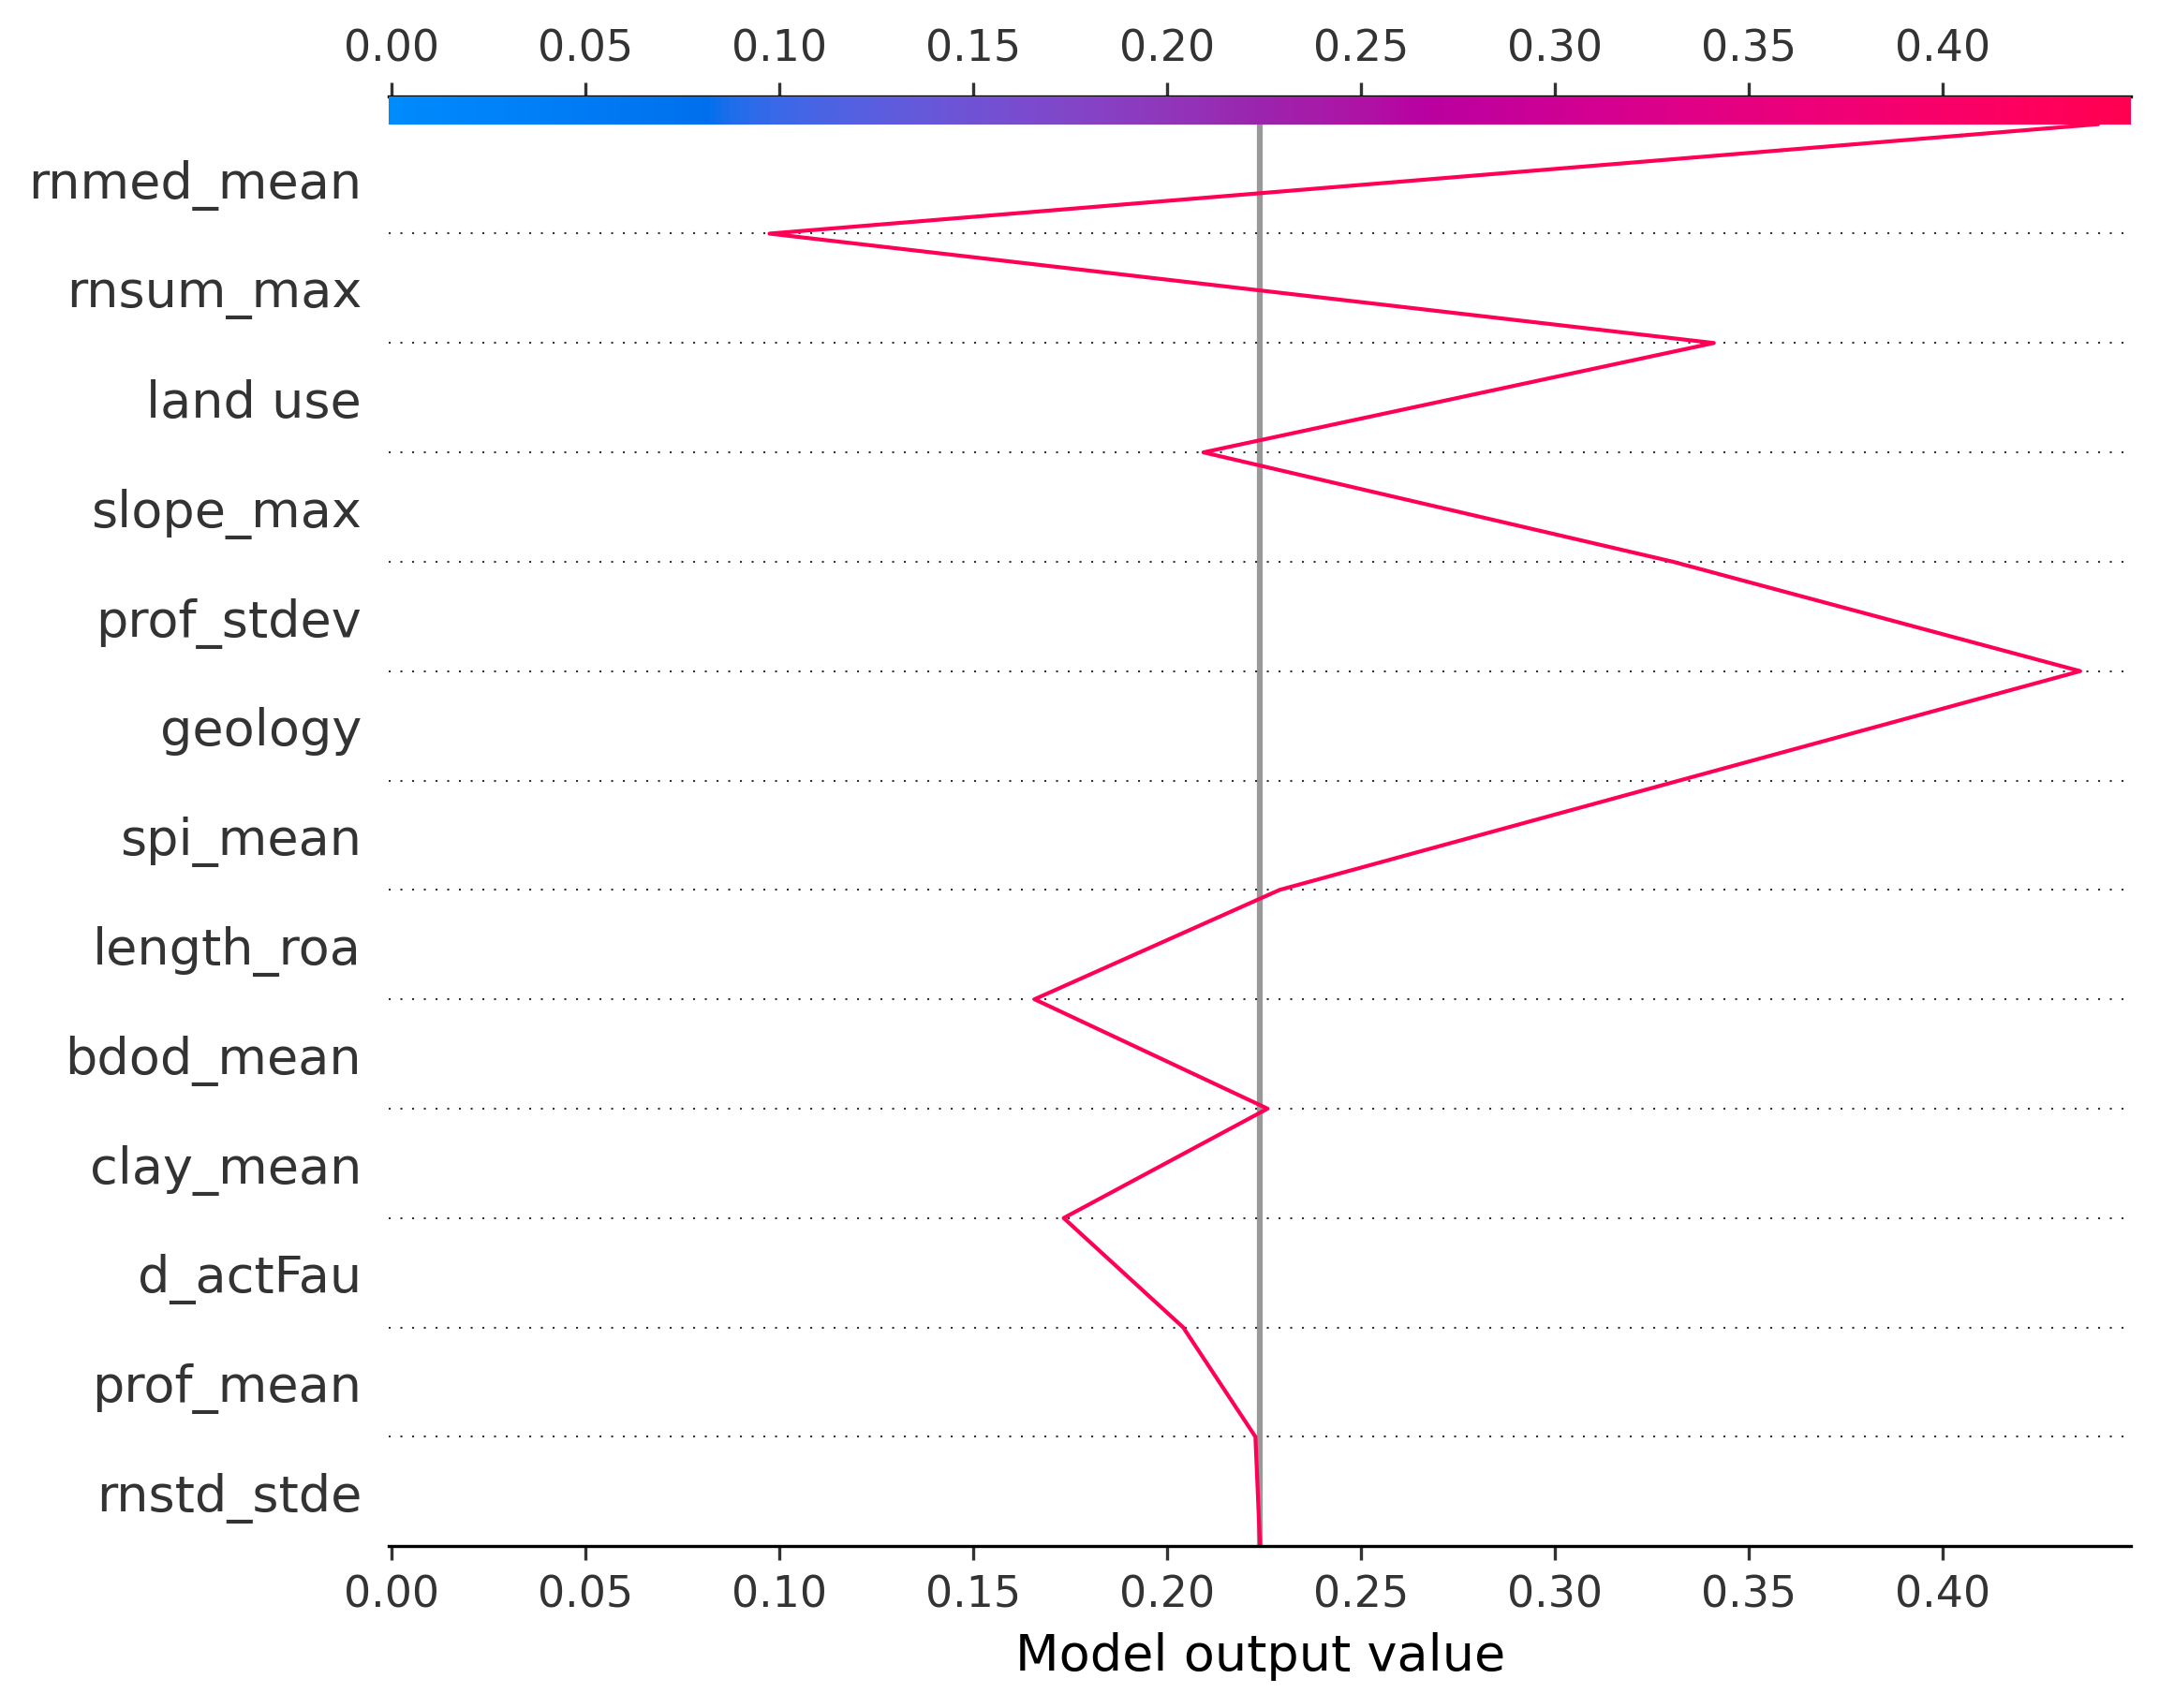 0.00 0.05 0.10 0.15 0.20 0.25 0.30 0.35 0.40
rnmed_mean
rnsum_max
land use
slope_max
prof_stdev
geology
spi_mean
length_roa
bdod_mean
clay_mean
d_actFau
prof_mean
rnstd_stde
0.00 0.05 0.10 0.15 0.20 0.25 0.30 0.35 0.40
Model output value